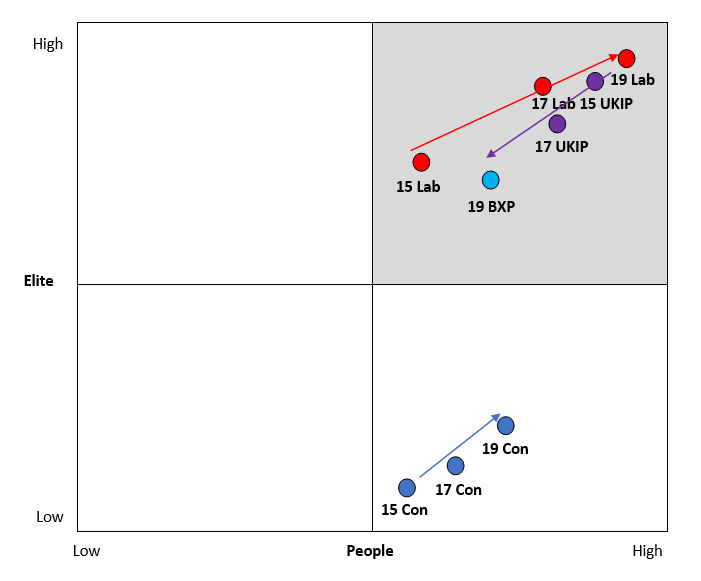 High
19 Lab
17 Lab
15 UKIP
17 UKIP
15 Lab
19 BXP
Elite
19 Con
17 Con
15 Con
Low
Low
People
High